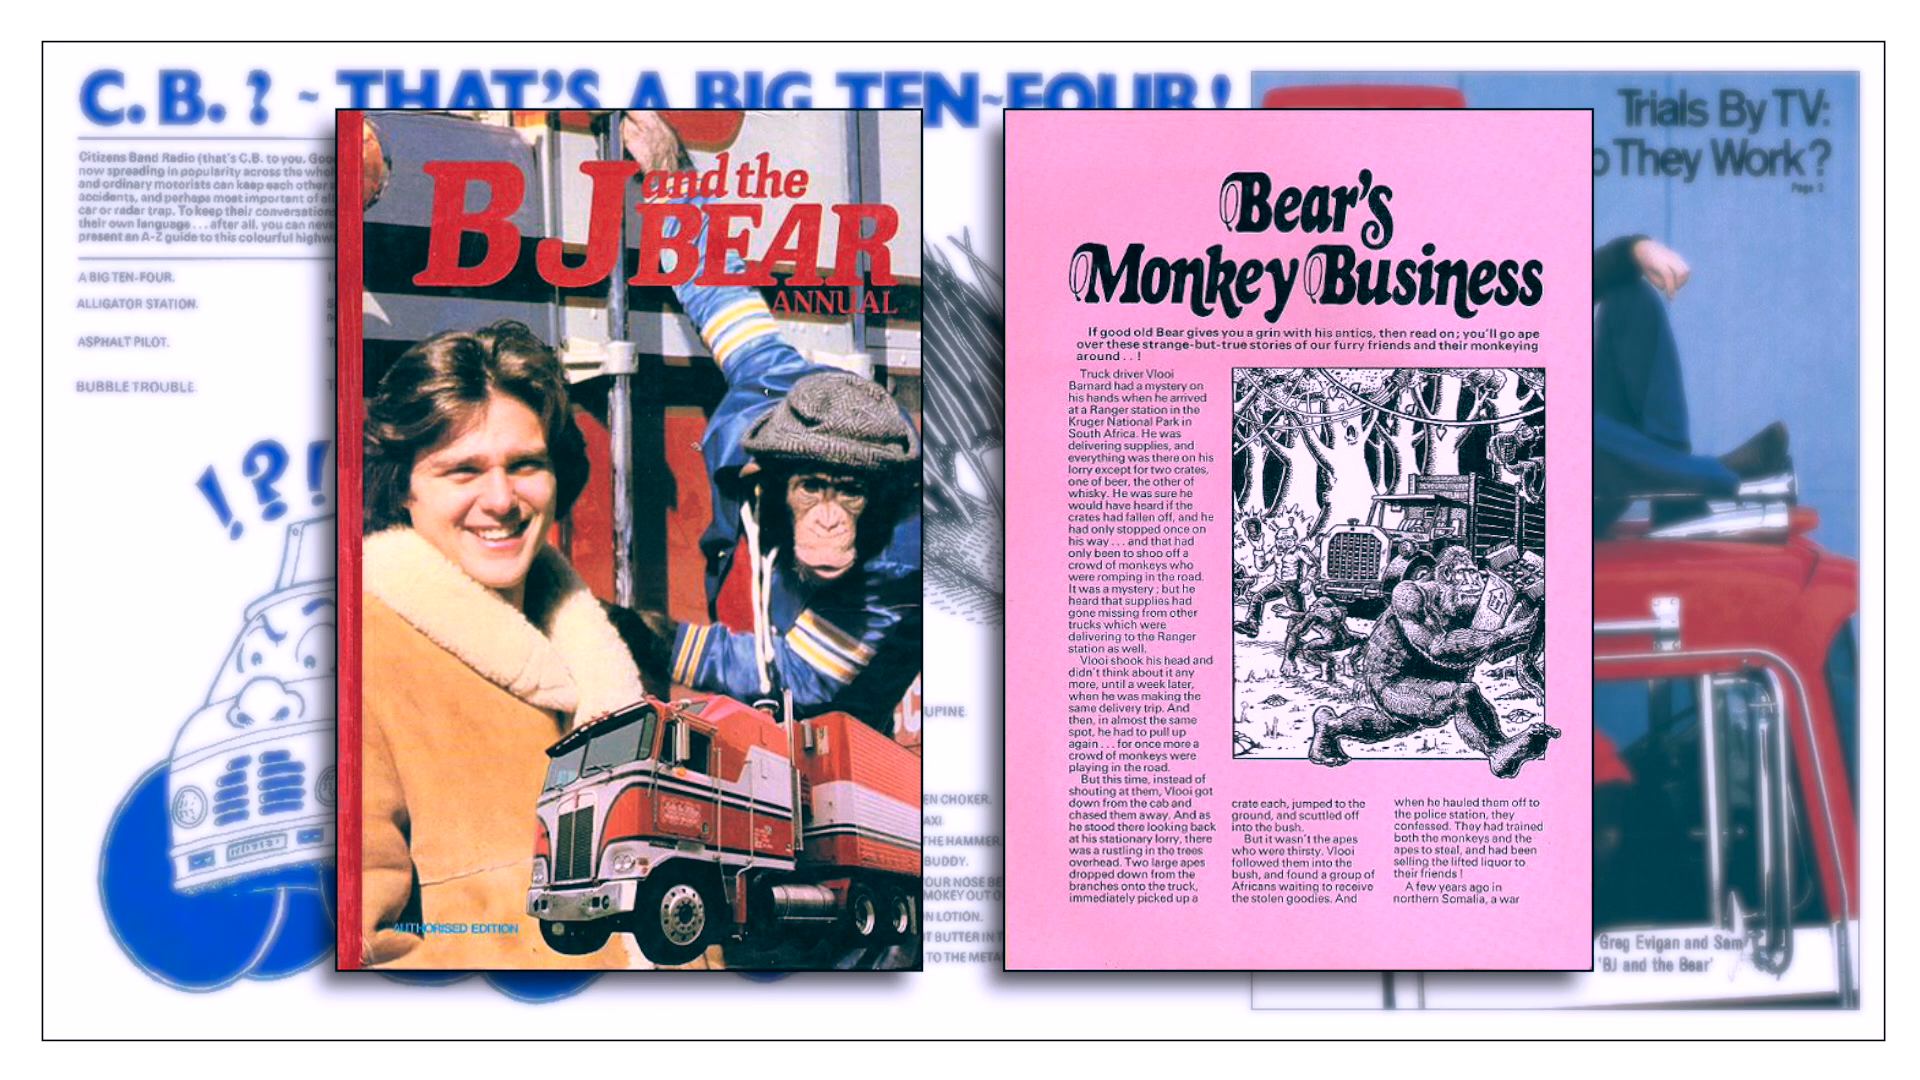 C.B.? ~ THAT'S A BIG TEN~FOUR!
Citizens Band Radio (that's C.B. to you, Goo
now spreading in popularity across the whol
and ordinary motorists can keep each other
accidents, and perhaps most important of al
car or radar trap. To keep their conversations
their own language . . . after all, you can neve
present an A-Z guide to this colourful highw
A BIG TEN-FOUR.
ALLIGATOR STATION.
ASPHALT PILOT.
BUBBLE TROUBLE.
!?!
BJ and the
BEAR
ANNUAL
AUTHORISED EDITION
UPINE.
EN CHOKER.
AXI.
THE HAMMER
BUDDY.
YOUR NOSE BE
MOKEY OUT O
N LOTION.
T BUTTER IN T
TO THE META
Bear's
Monkey Business
If good old Bear gives you a grin with his antics, then read on; you'll go ape
over these strange-but-true stories of our furry friends and their monkeying
around . . !
Truck driver Vlooi
Barnard had a mystery on
his hands when he arrived
at a Ranger station in the
Kruger National Park in
South Africa. He was
delivering supplies, and
everything was there on his
lorry except for two crates,
one of beer, the other of
whisky. He was sure he
would have heard if the
crates had fallen off, and he
had only stopped once on
his way . . . and that had
only been to shoo off a
crowd of monkeys who
were romping in the road.
It was a mystery; but he
heard that supplies had
gone missing from other
trucks which were
delivering to the Ranger
station as well.
Vlooi shook his head and
didn't think about it any
more, until a week later,
when he was making the
same delivery trip. And
then, in almost the same
spot, he had to pull up
again . . . for once more a
crowd of monkeys were
playing in the road.
But this time, instead of
shouting at them, Vlooi got
down from the cab and
chased them away. And as
he stood there looking back
at his stationary lorry, there
was a rustling in the trees
overhead. Two large apes
dropped down from the
branches onto the truck,
immediately picked up a
crate each, jumped to the
ground, and scuttled off
into the bush.
But it wasn't the apes
who were thirsty. Vlooi
followed them into the
bush, and found a group of
Africans waiting to receive
the stolen goodies. And
when he hauled them off to
the police station, they
confessed. They had trained
both the monkeys and the
apes to steal, and had been
selling the lifted liquor to
their friends!
A few years ago in
northern Somalia, a war
Trials By TV:
o They Work?
Page 2
Greg Evigan and Sam
'BJ and the Bear'